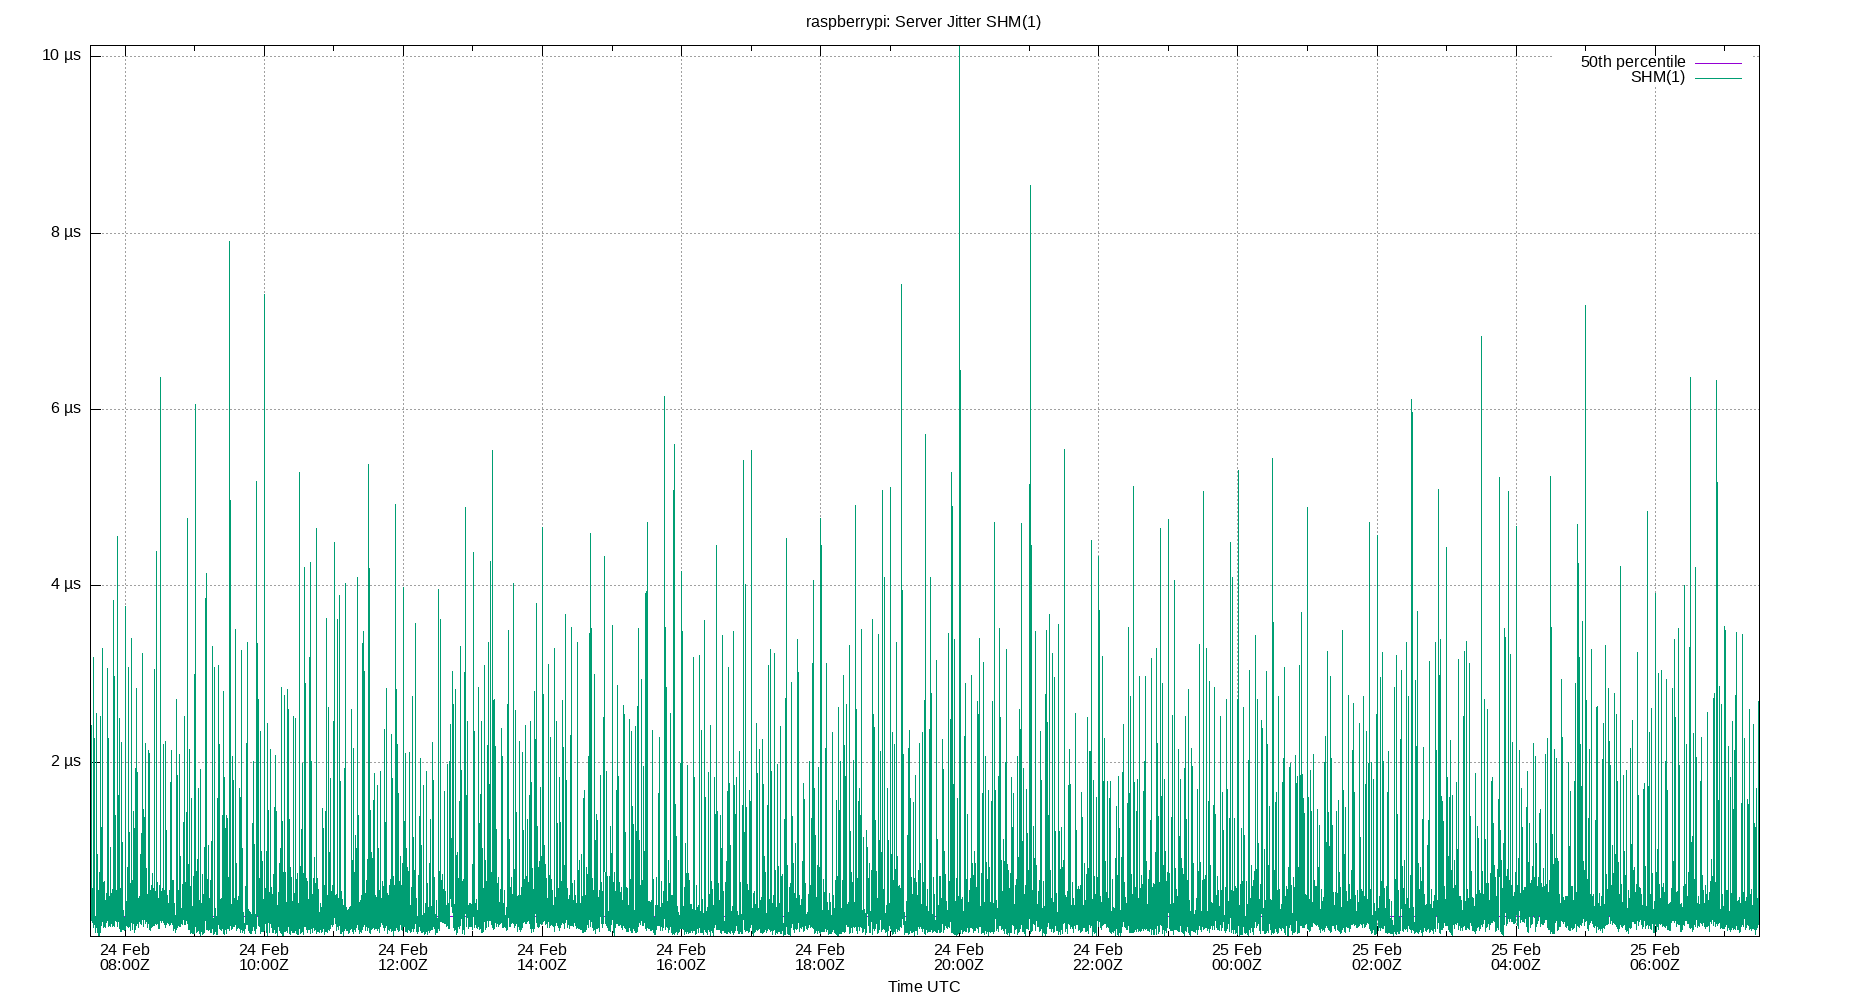 raspberrypi: Server Jitter SHM(1)
10 µs
8 µs
6 µs
4 µs
2 µs
50th percentile
SHM(1)
24 Feb 24 Feb 24 Feb 24 Feb 24 Feb 24 Feb 24 Feb 24 Feb 25 Feb 25 Feb 25 Feb 25 Feb
08:00Z 10:00Z 12:00Z 14:00Z 16:00Z 18:00Z 20:00Z 22:00Z 00:00Z 02:00Z 04:00Z 06:00Z
Time UTC